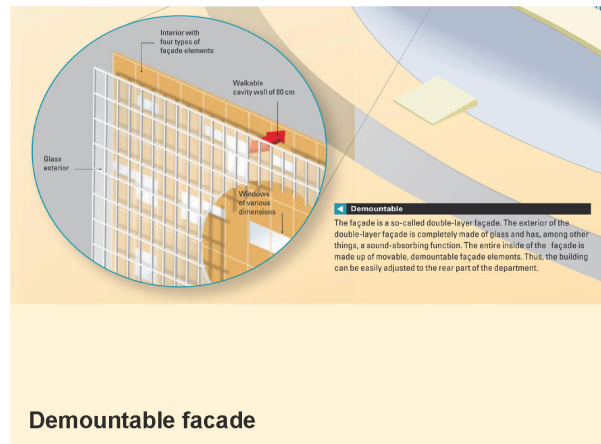 Interior with
four types of
façade elements
Walkable
cavity wall of 80 cm
Glass
exterior
Windows
of various
dimensions
Demountable
The façade is a so-called double-layer façade. The exterior of the
double-layer façade is completely made of glass and has, among other
things, a sound-absorbing function. The entire inside of the façade is
made up of movable, demountable façade elements. Thus, the building
can be easily adjusted to the rear part of the department.
Demountable facade